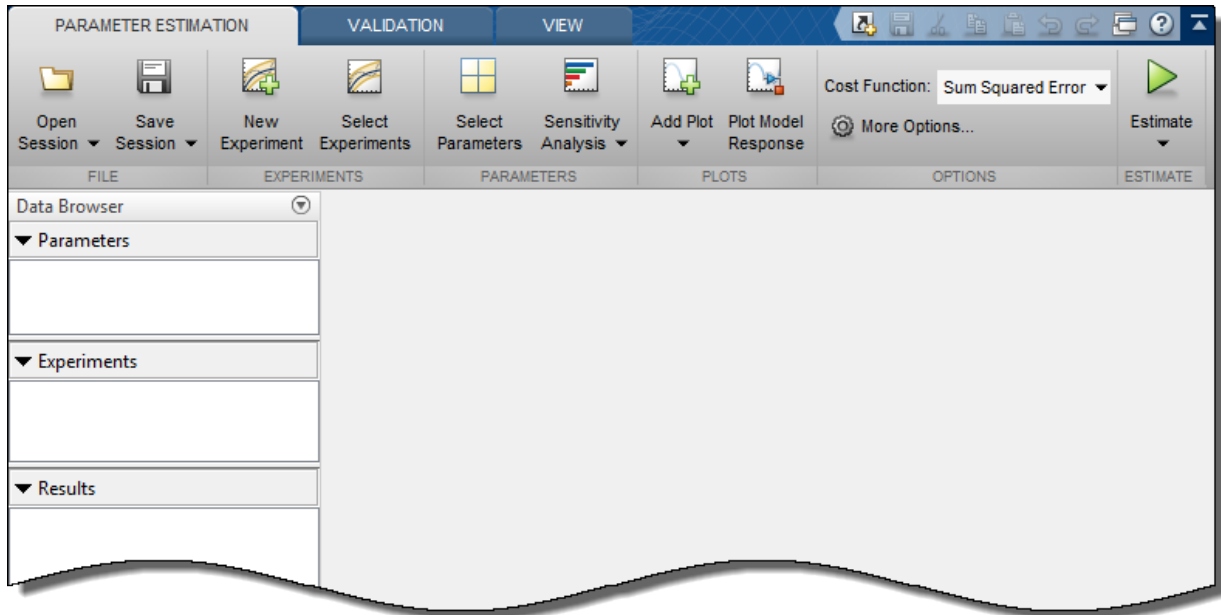 PARAMETER ESTIMATION VALIDATION VIEW
Open Session Save Session New Experiment Select Experiments Select Parameters Sensitivity Analysis Add Plot Plot Model Response Cost Function: Sum Squared Error Estimate
More Options...
FILE EXPERIMENTS PARAMETERS PLOTS OPTIONS ESTIMATE
Data Browser
Parameters
Experiments
Results